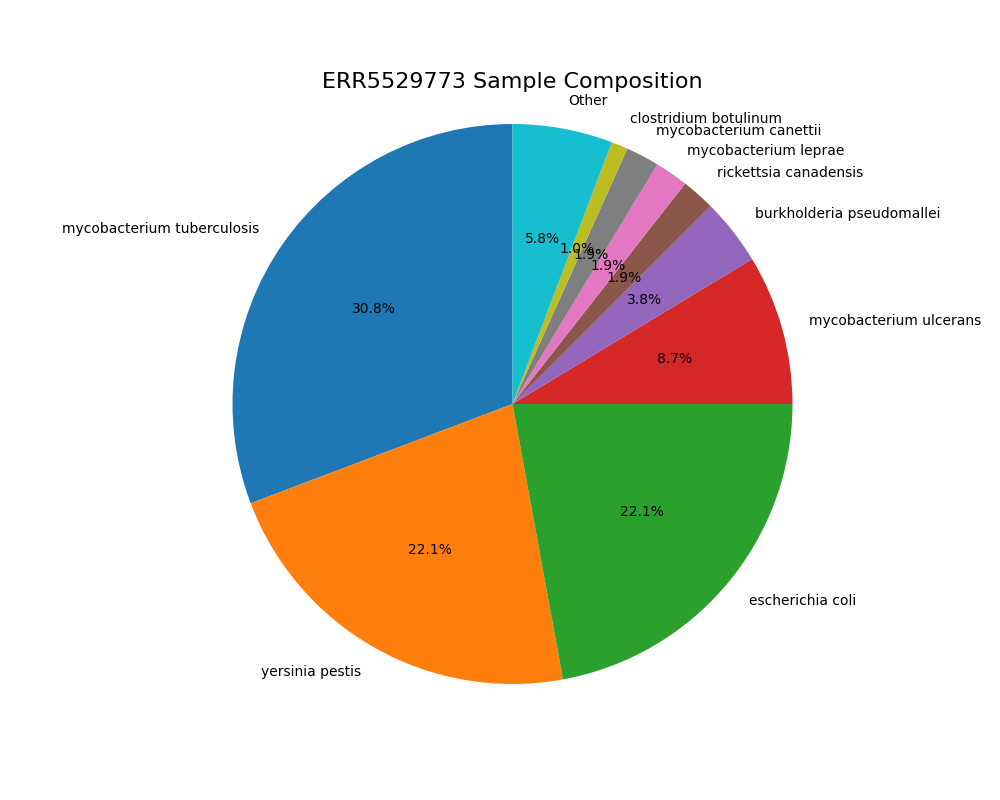 ERR5529773 Sample Composition
Other
clostridium botulinum
mycobacterium canettii
mycobacterium leprae
rickettsia canadensis
burkholderia pseudomallei
mycobacterium tuberculosis
5.8%
1.0%
1.9%
1.9%
1.9%
3.8%
30.8%
mycobacterium ulcerans
8.7%
22.1%
22.1%
escherichia coli
yersinia pestis